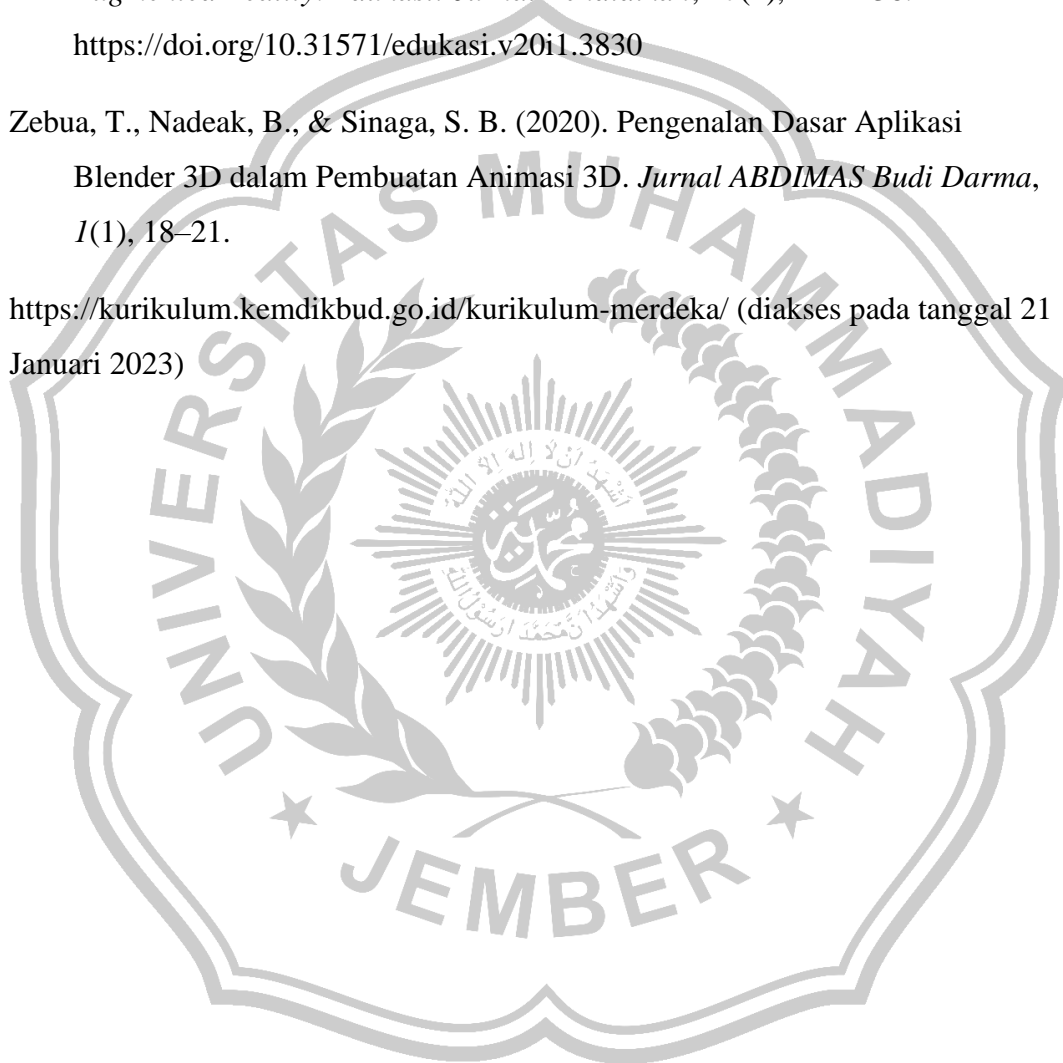 https://doi.org/10.31571/edukasi.v20i1.3830
Zebua, T., Nadeak, B., & Sinaga, S. B. (2020). Pengenalan Dasar Aplikasi
Blender 3D dalam Pembuatan Animasi 3D. Jurnal ABDIMAS Budi Darma,
1(1), 18–21.
https://kurikulum.kemdikbud.go.id/kurikulum-merdeka/ (diakses pada tanggal 21
Januari 2023)
UNIVERSITAS MUHAMMADIYAH
JEMBER